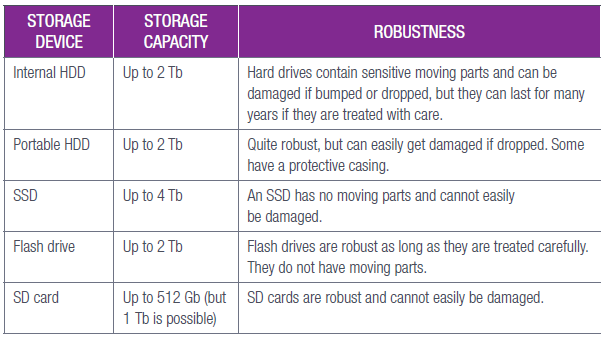 STORAGE DEVICE
STORAGE CAPACITY
ROBUSTNESS
Internal HDD
Up to 2 Tb
Hard drives contain sensitive moving parts and can be
damaged if bumped or dropped, but they can last for many
years if they are treated with care.
Portable HDD
Up to 2 Tb
Quite robust, but can easily get damaged if dropped. Some
have a protective casing.
SSD
Up to 4 Tb
An SSD has no moving parts and cannot easily
be damaged.
Flash drive
Up to 2 Tb
Flash drives are robust as long as they are treated carefully.
They do not have moving parts.
SD card
Up to 512 Gb (but
1 Tb is possible)
SD cards are robust and cannot easily be damaged.